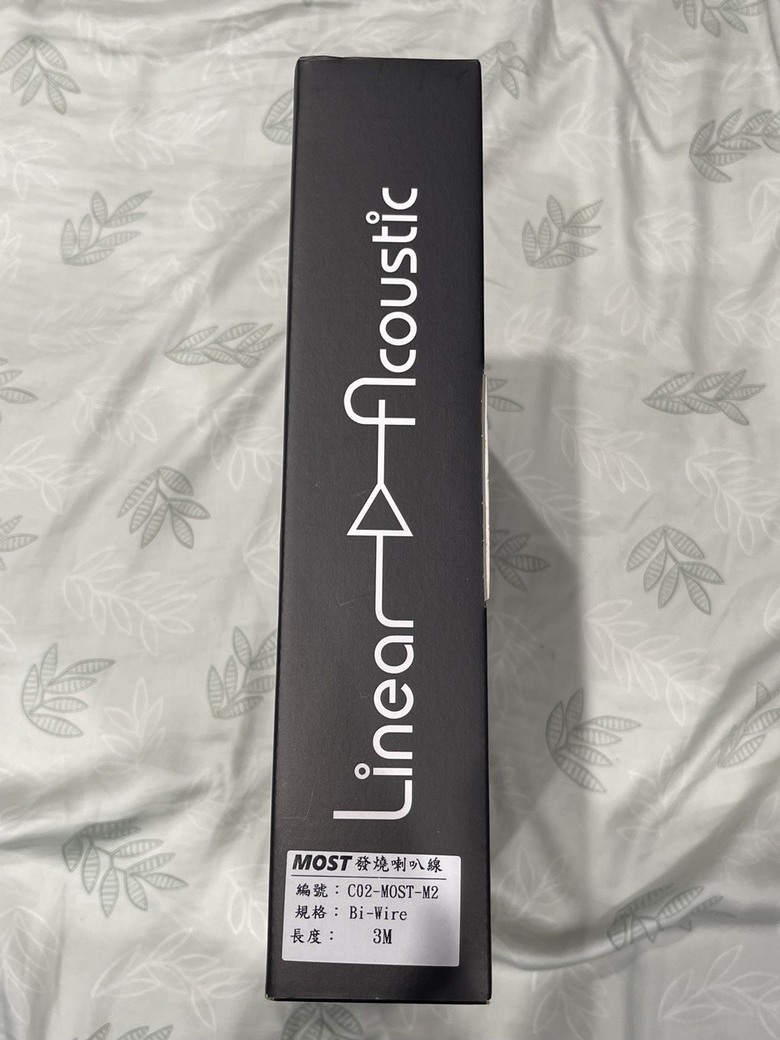 Linear Acoustic
MOST 發燒喇叭線
編號：C02-MOST-M2
規格：Bi-Wire
長度： 3M